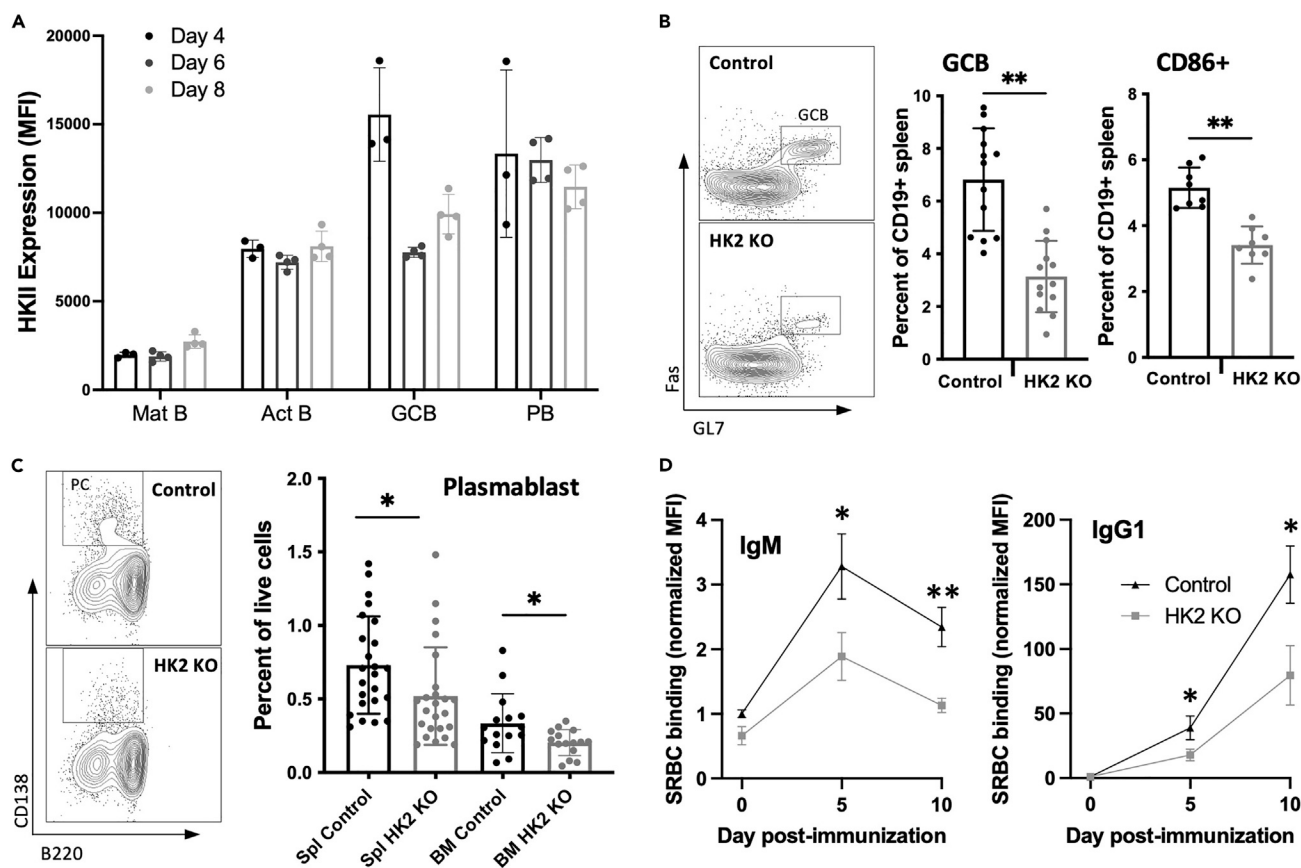 A
HKII Expression (MFI)
20000
15000
10000
5000
0
Day 4
Day 6
Day 8
Mat B
Act B
GCB
PB
B
Control
GCB
HK2 KO
Fas
GL7
GCB
Percent of CD19+ spleen
10
8
6
4
2
0
**
Control
HK2 KO
CD86+
Percent of CD19+ spleen
8
6
4
2
0
**
Control
HK2 KO
C
PC
Control
HK2 KO
CD138
B220
Plasmablast
Percent of live cells
2.0
1.5
1.0
0.5
0.0
*
*
Spl Control
Spl HK2 KO
BM Control
BM HK2 KO
D
IgM
SRBC binding (normalized MFI)
4
3
2
1
0
*
**
0
5
10
Day post-immunization
IgG1
SRBC binding (normalized MFI)
200
150
100
50
0
*
*
Control
HK2 KO
0
5
10
Day post-immunization